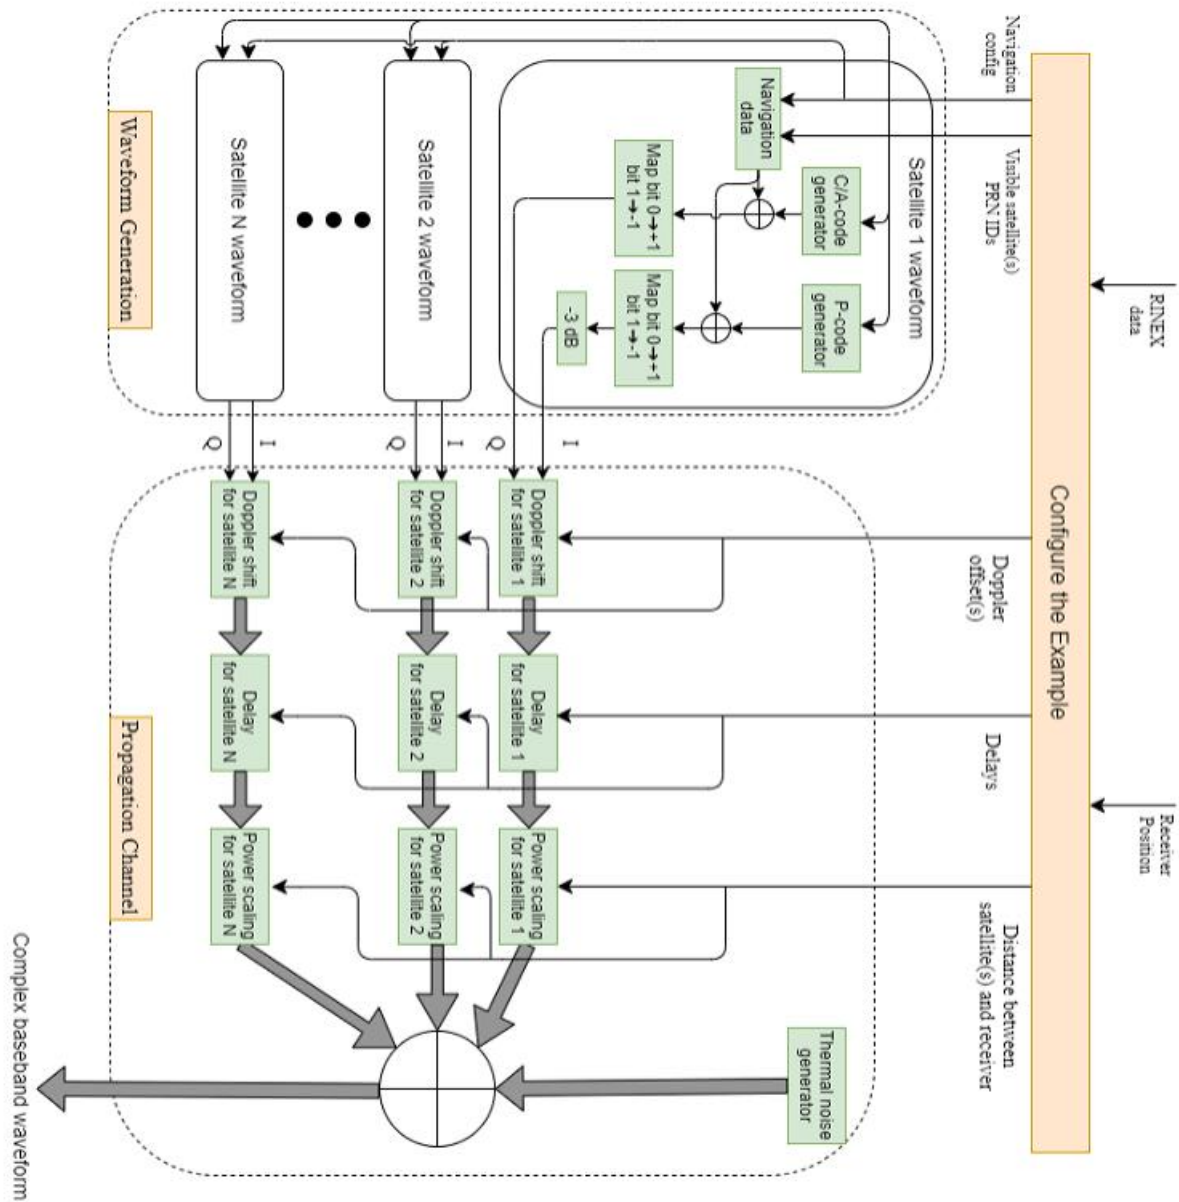 RINEX
data
Receiver
Position
Configure the Example
Navigation
config
Visible satellite(s)
PRN IDs
Doppler
offset(s)
Delays
Distance between
satellite(s) and receiver
Satellite 1 waveform
C/A-code
generator
P-code
generator
Navigation
data
Map bit 0➔+1
bit 1➔-1
Map bit 0➔+1
bit 1➔-1
-3 dB
I
Q
Satellite 2 waveform
I
Q
Satellite N waveform
I
Q
Waveform Generation
Thermal noise
generator
Doppler shift
for satellite 1
Delay
for satellite 1
Power scaling
for satellite 1
Doppler shift
for satellite 2
Delay
for satellite 2
Power scaling
for satellite 2
Doppler shift
for satellite N
Delay
for satellite N
Power scaling
for satellite N
Propagation Channel
Complex baseband waveform